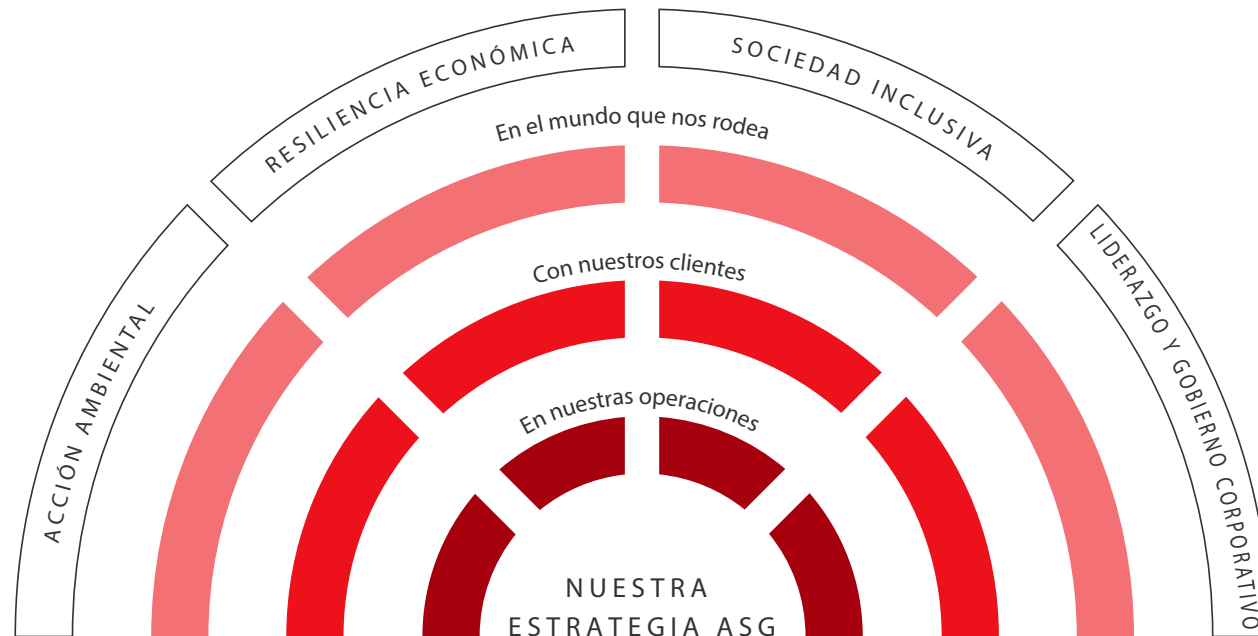 ACCIÓN AMBIENTAL
RESILIENCIA ECONÓMICA
SOCIEDAD INCLUSIVA
LIDERAZGO Y GOBIERNO CORPORATIVO
En el mundo que nos rodea
Con nuestros clientes
En nuestras operaciones
NUESTRA
ESTRATEGIA ASG